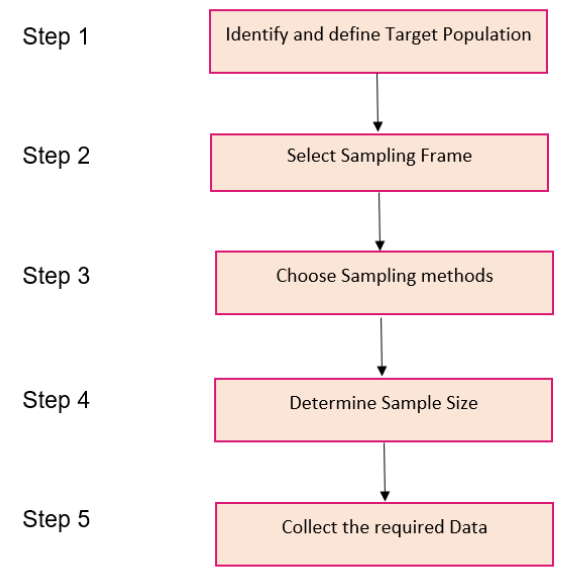 Step 1
Identify and define Target Population
Step 2
Select Sampling Frame
Step 3
Choose Sampling methods
Step 4
Determine Sample Size
Step 5
Collect the required Data